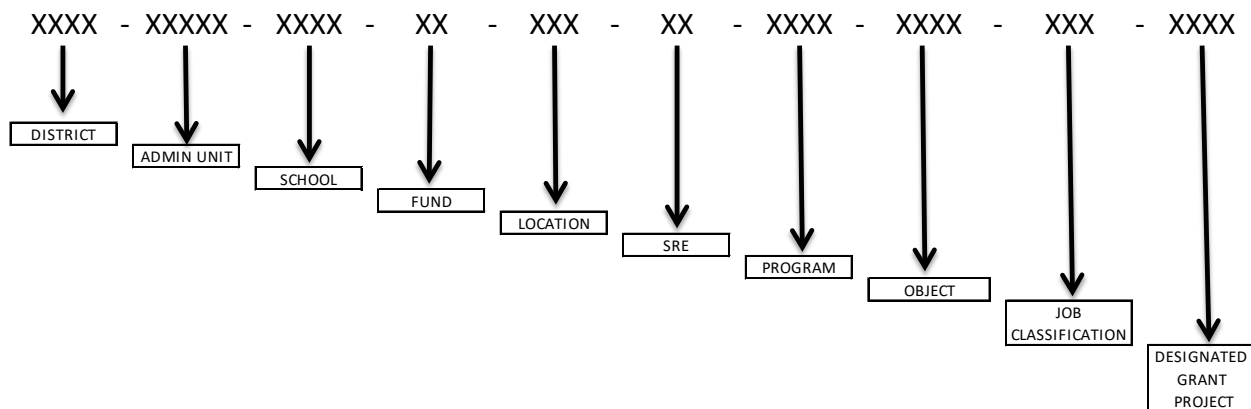 XXXX - XXXXX - XXXX - XX - XXX - XX - XXXX - XXXX - XXX - XXXX
DISTRICT
ADMIN UNIT
SCHOOL
FUND
LOCATION
SRE
PROGRAM
OBJECT
JOB
CLASSIFICATION
DESIGNATED
GRANT
PROJECT